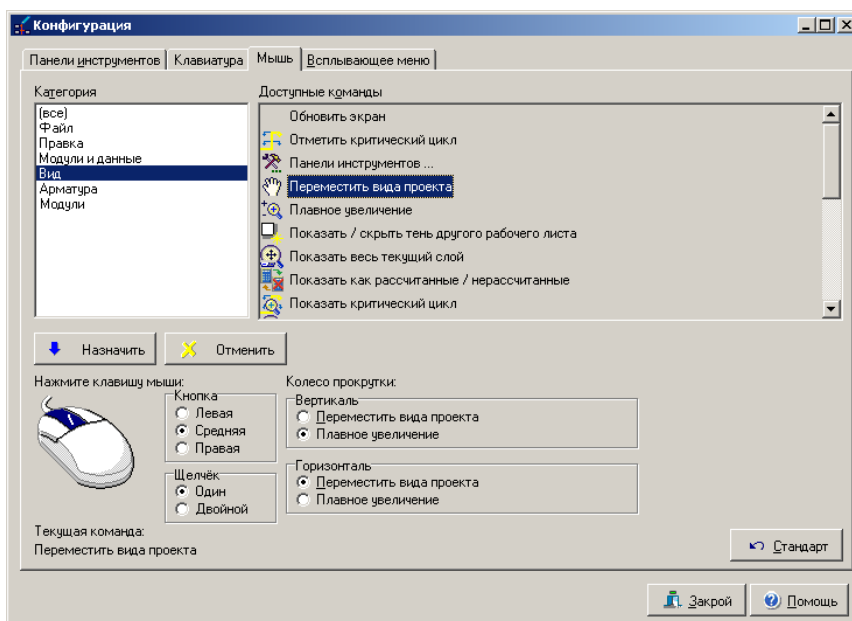 Конфигурация
Панели инструментов Клавиатура Мышь Всплывающее меню
Категория
(все)
Файл
Правка
Модули и данные
Вид
Арматура
Модули
Доступные команды
Обновить экран
Отметить критический цикл
Панели инструментов ...
Переместить вида проекта
Плавное увеличение
Показать / скрыть тень другого рабочего листа
Показать весь текущий слой
Показать как рассчитанные / нерассчитанные
Показать критический цикл
Назначить Отменить
Нажмите клавишу мыши:
Кнопка
Левая
Средняя
Правая
Щелчёк
Один
Двойной
Колесо прокрутки:
Вертикаль
Переместить вида проекта
Плавное увеличение
Горизонталь
Переместить вида проекта
Плавное увеличение
Текущая команда:
Переместить вида проекта
Стандарт
Закрой Помощь